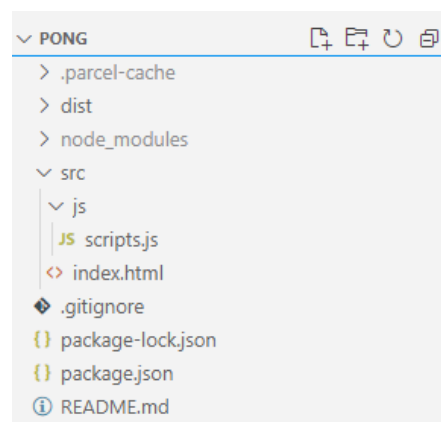 PONG
.parcel-cache
dist
node_modules
src
js
JS scripts.js
<> index.html
.gitignore
{} package-lock.json
{} package.json
README.md